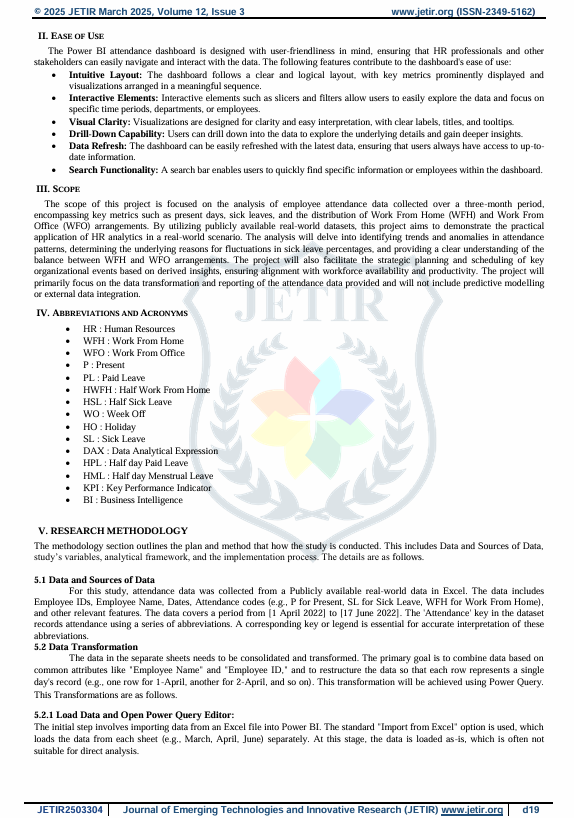 © 2025 JETIR March 2025, Volume 12, Issue 3 www.jetir.org (ISSN-2349-5162)
II. EASE OF USE
The Power BI attendance dashboard is designed with user-friendliness in mind, ensuring that HR professionals and other
stakeholders can easily navigate and interact with the data. The following features contribute to the dashboard's ease of use:
• Intuitive Layout: The dashboard follows a clear and logical layout, with key metrics prominently displayed and
visualizations arranged in a meaningful sequence.
• Interactive Elements: Interactive elements such as slicers and filters allow users to easily explore the data and focus on
specific time periods, departments, or employees.
• Visual Clarity: Visualizations are designed for clarity and easy interpretation, with clear labels, titles, and tooltips.
• Drill-Down Capability: Users can drill down into the data to explore the underlying details and gain deeper insights.
• Data Refresh: The dashboard can be easily refreshed with the latest data, ensuring that users always have access to up-to-
date information.
• Search Functionality: A search bar enables users to quickly find specific information or employees within the dashboard.
III. SCOPE
The scope of this project is focused on the analysis of employee attendance data collected over a three-month period,
encompassing key metrics such as present days, sick leaves, and the distribution of Work From Home (WFH) and Work From
Office (WFO) arrangements. By utilizing publicly available real-world datasets, this project aims to demonstrate the practical
application of HR analytics in a real-world scenario. The analysis will delve into identifying trends and anomalies in attendance
patterns, determining the underlying reasons for fluctuations in sick leave percentages, and providing a clear understanding of the
balance between WFH and WFO arrangements. The project will also facilitate the strategic planning and scheduling of key
organizational events based on derived insights, ensuring alignment with workforce availability and productivity. The project will
primarily focus on the data transformation and reporting of the attendance data provided and will not include predictive modelling
or external data integration.
JETIR
IV. ABBREVIATIONS AND ACRONYMS
• HR : Human Resources
• WFH : Work From Home
• WFO : Work From Office
• P : Present
• PL : Paid Leave
• HWFH : Half Work From Home
• HSL : Half Sick Leave
• WO : Week Off
• HO : Holiday
• SL : Sick Leave
• DAX : Data Analytical Expression
• HPL : Half day Paid Leave
• HML : Half day Menstrual Leave
• KPI : Key Performance Indicator
• BI : Business Intelligence
V. RESEARCH METHODOLOGY
The methodology section outlines the plan and method that how the study is conducted. This includes Data and Sources of Data,
study's variables, analytical framework, and the implementation process. The details are as follows.
5.1 Data and Sources of Data
For this study, attendance data was collected from a Publicly available real-world data in Excel. The data includes
Employee IDs, Employee Name, Dates, Attendance codes (e.g., P for Present, SL for Sick Leave, WFH for Work From Home),
and other relevant features. The data covers a period from [1 April 2022] to [17 June 2022]. The 'Attendance' key in the dataset
records attendance using a series of abbreviations. A corresponding key or legend is essential for accurate interpretation of these
abbreviations.
5.2 Data Transformation
The data in the separate sheets needs to be consolidated and transformed. The primary goal is to combine data based on
common attributes like "Employee Name" and "Employee ID," and to restructure the data so that each row represents a single
day's record (e.g., one row for 1-April, another for 2-April, and so on). This transformation will be achieved using Power Query.
This Transformations are as follows.
5.2.1 Load Data and Open Power Query Editor:
The initial step involves importing data from an Excel file into Power BI. The standard "Import from Excel" option is used, which
loads the data from each sheet (e.g., March, April, June) separately. At this stage, the data is loaded as-is, which is often not
suitable for direct analysis.
JETIR2503304 Journal of Emerging Technologies and Innovative Research (JETIR) www.jetir.org d19